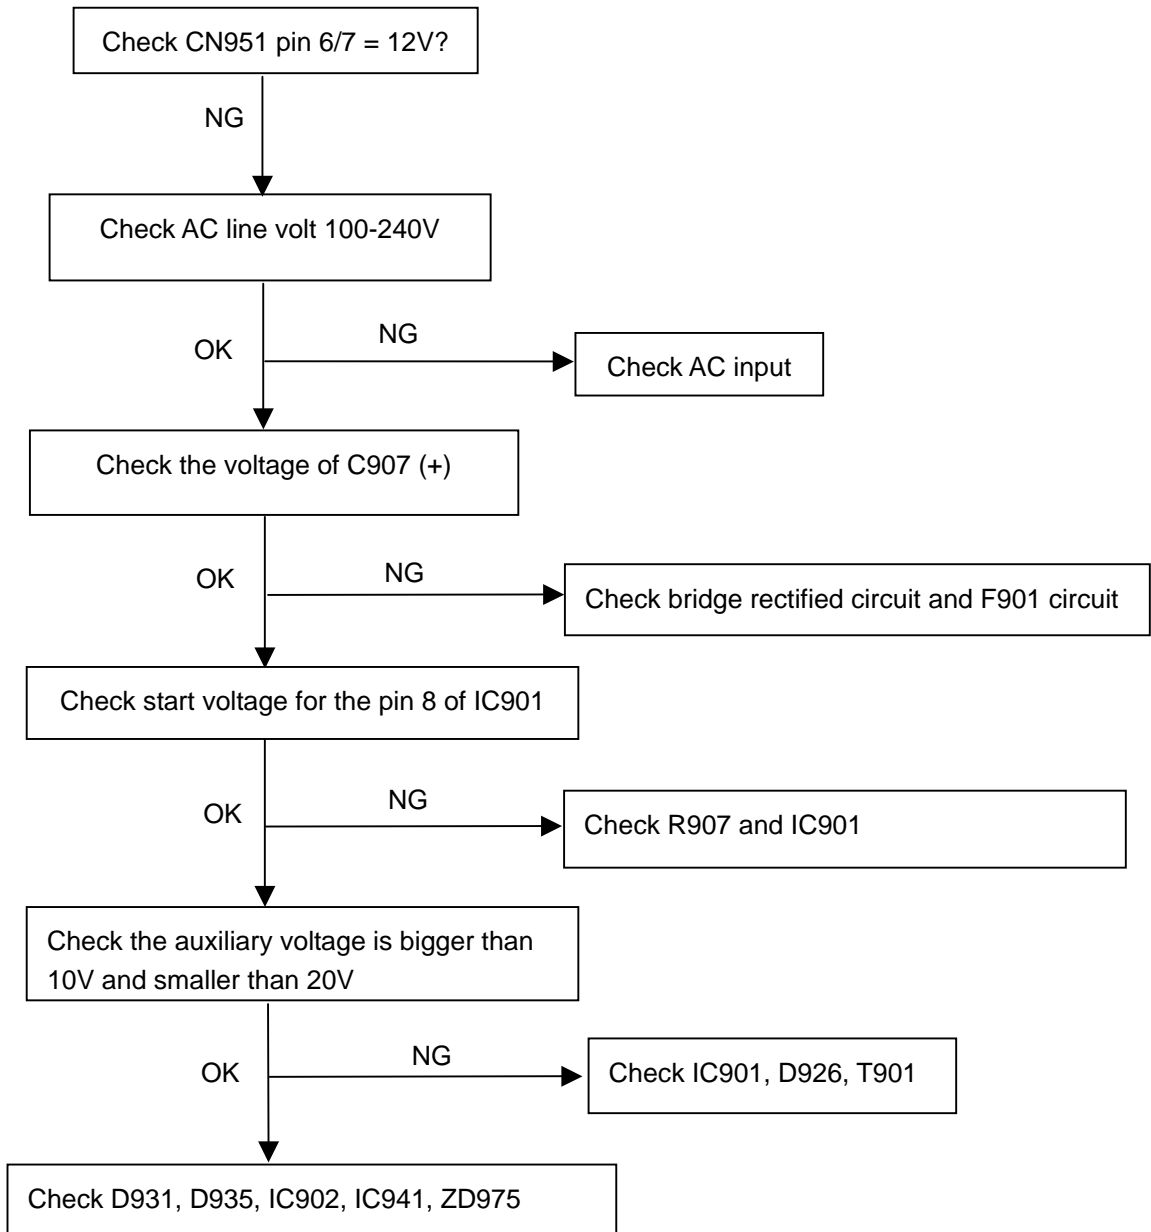 Check CN951 pin 6/7 = 12V?
NG
Check AC line volt 100-240V
OK
NG
Check AC input
Check the voltage of C907 (+)
OK
NG
Check bridge rectified circuit and F901 circuit
Check start voltage for the pin 8 of IC901
OK
NG
Check R907 and IC901
Check the auxiliary voltage is bigger than
10V and smaller than 20V
OK
NG
Check IC901, D926, T901
Check D931, D935, IC902, IC941, ZD975